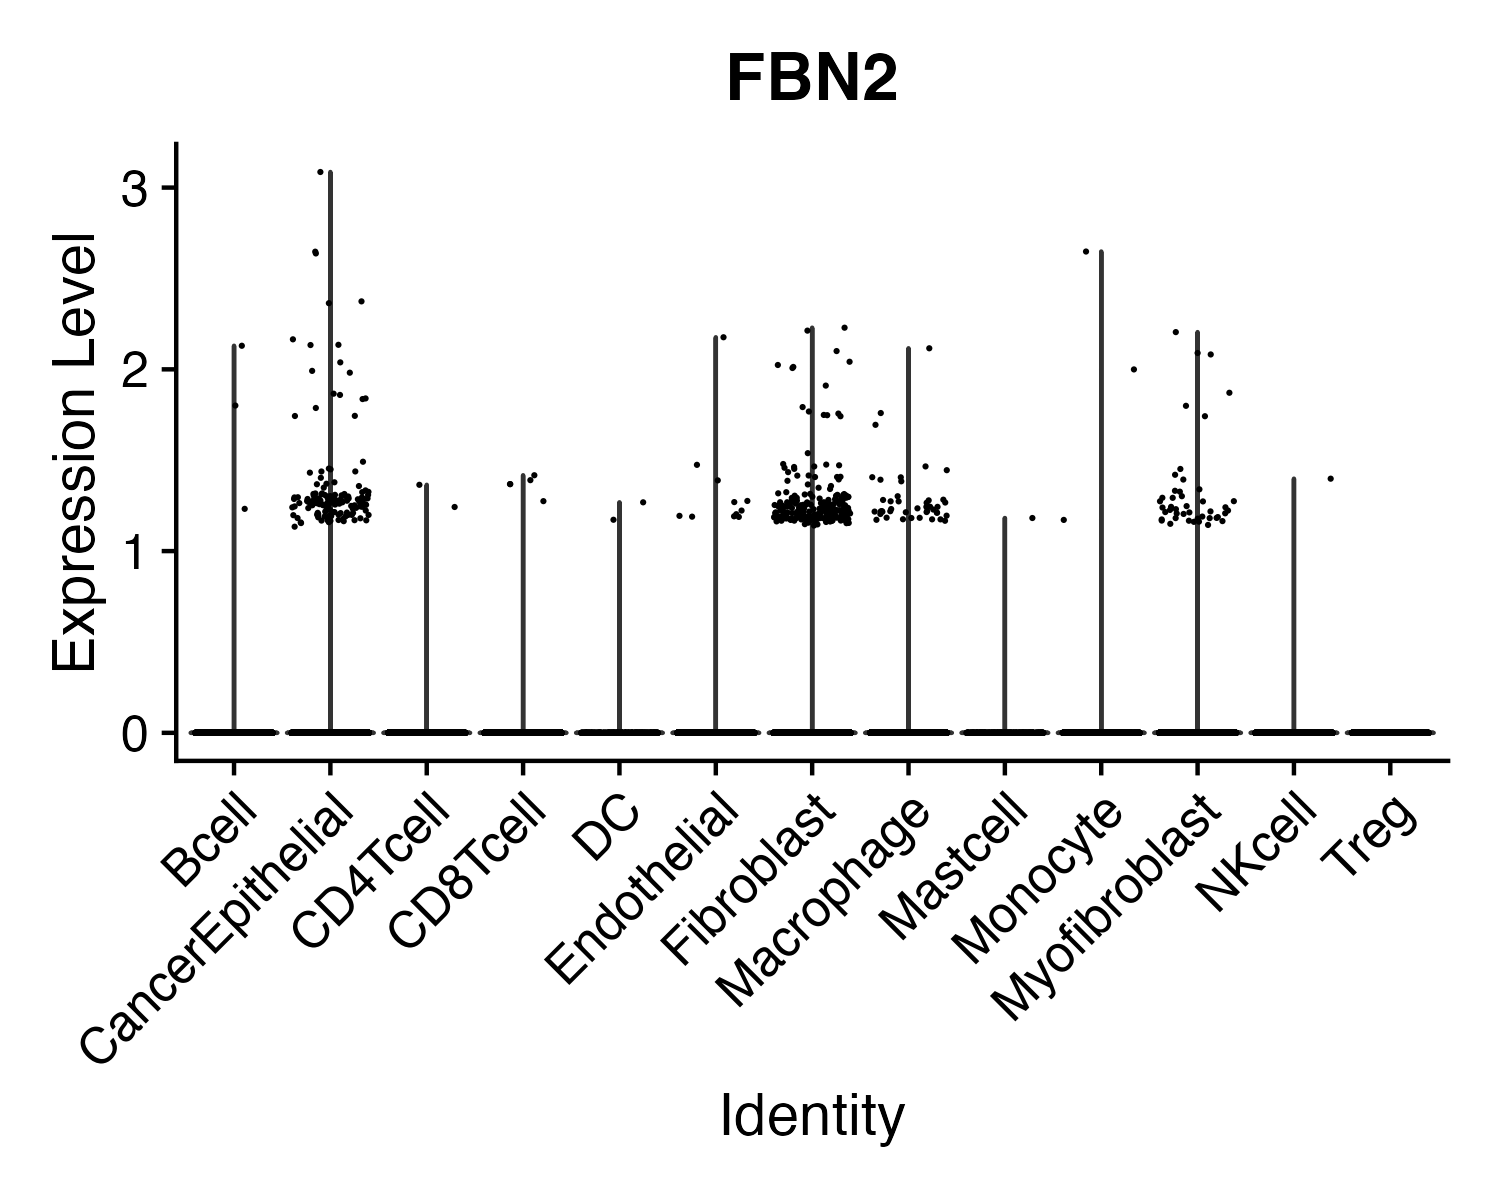 FBN2
Expression Level
3
2
1
0
Bcell
CancerEpithelial
CD4Tcell
CD8Tcell
DC
Endothelial
Fibroblast
Macrophage
Mastcell
Monocyte
Myofibroblast
NKcell
Treg
Identity